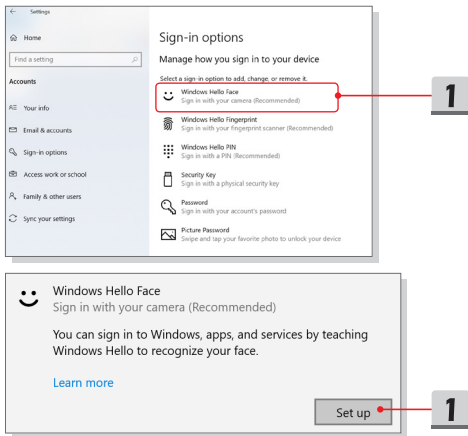 Settings
Home
Find a setting
Accounts
Your info
Email & accounts
Sign-in options
Access work or school
Family & other users
Sync your settings
Sign-in options
Manage how you sign in to your device
Select a sign-in option to add, change, or remove it.
Windows Hello Face
Sign in with your camera (Recommended)
Windows Hello Fingerprint
Sign in with your fingerprint scanner (Recommended)
Windows Hello PIN
Sign in with a PIN (Recommended)
Security Key
Sign in with a physical security key
Password
Sign in with your account's password
Picture Password
Swipe and tap your favorite photo to unlock your device
1
Windows Hello Face
Sign in with your camera (Recommended)
You can sign in to Windows, apps, and services by teaching
Windows Hello to recognize your face.
Learn more
Set up
1